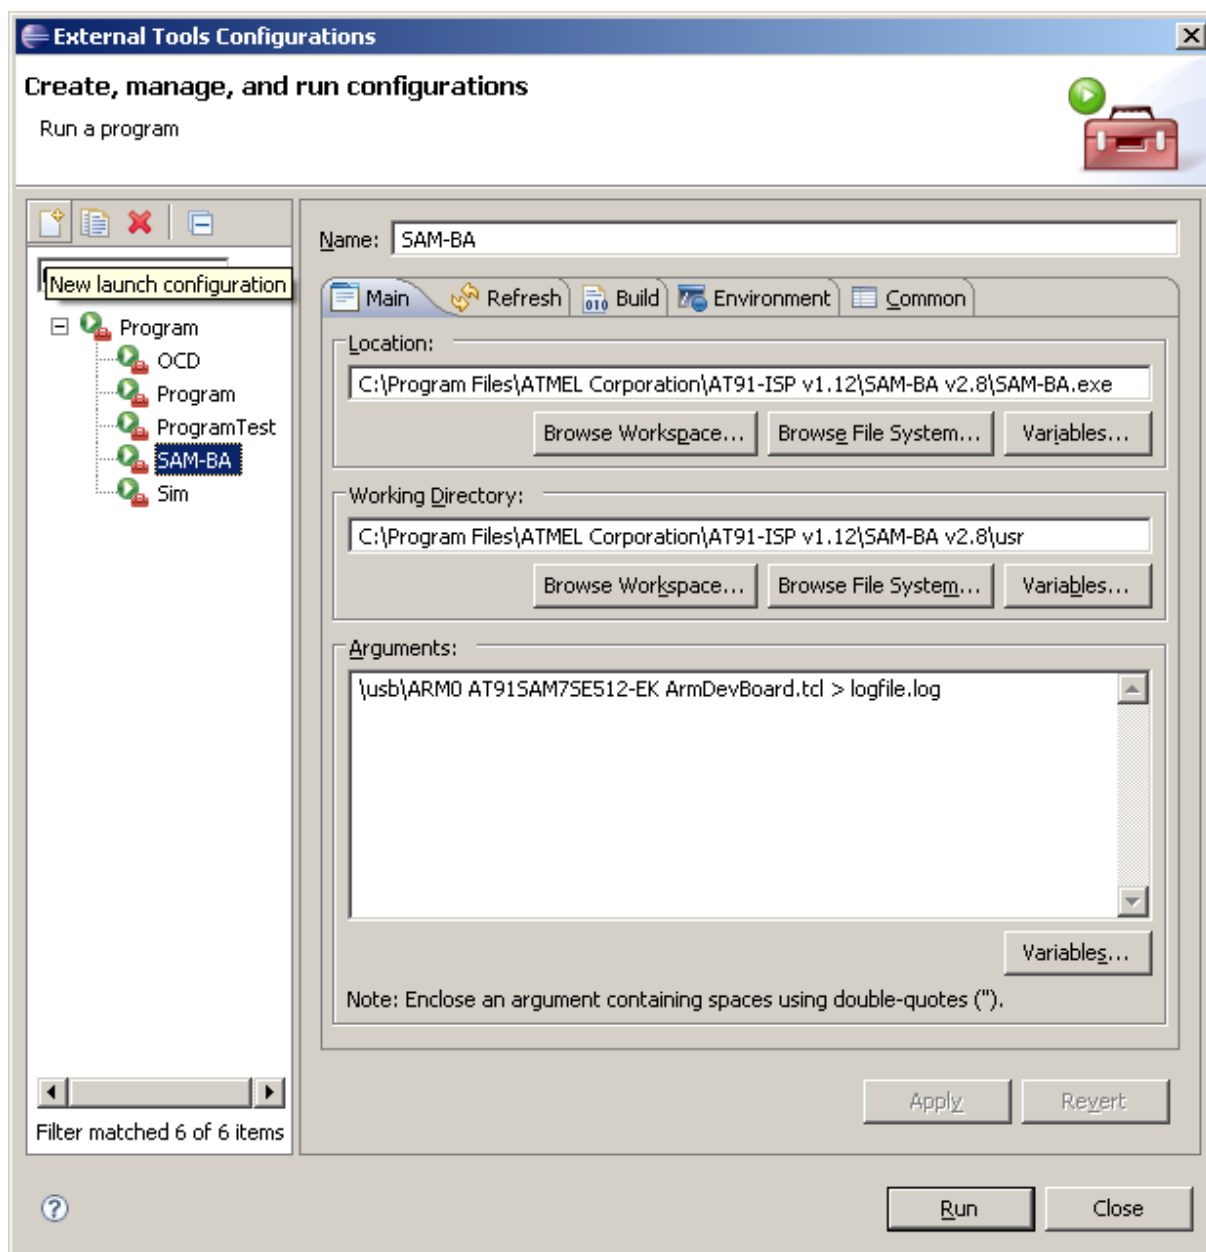 External Tools Configurations
Create, manage, and run configurations
Run a program
New launch configuration
Program
OCD
Program
ProgramTest
SAM-BA
Sim
Filter matched 6 of 6 items
Name: SAM-BA
Main Refresh Build Environment Common
Location:
C:\Program Files\ATMEL Corporation\AT91-ISP v1.12\SAM-BA v2.8\SAM-BA.exe
Browse Workspace... Browse File System... Variables...
Working Directory:
C:\Program Files\ATMEL Corporation\AT91-ISP v1.12\SAM-BA v2.8\usr
Browse Workspace... Browse File System... Variables...
Arguments:
\usb\ARM0 AT91SAM7SE512-EK ArmDevBoard.tcl > logfile.log
Variables...
Note: Enclose an argument containing spaces using double-quotes (").
Apply Revert
Run Close